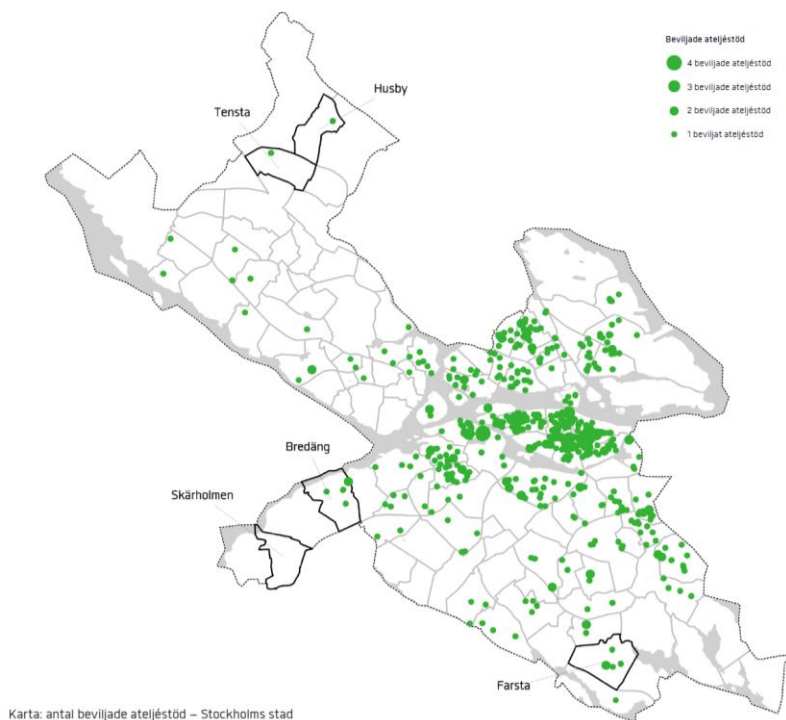 Beviljade ateljéstöd
4 beviljade ateljéstöd
3 beviljade ateljéstöd
2 beviljade ateljéstöd
1 beviljat ateljéstöd
Husby
Tensta
Bredäng
Skärholmen
Farsta
Karta: antal beviljade ateljéstöd – Stockholms stad